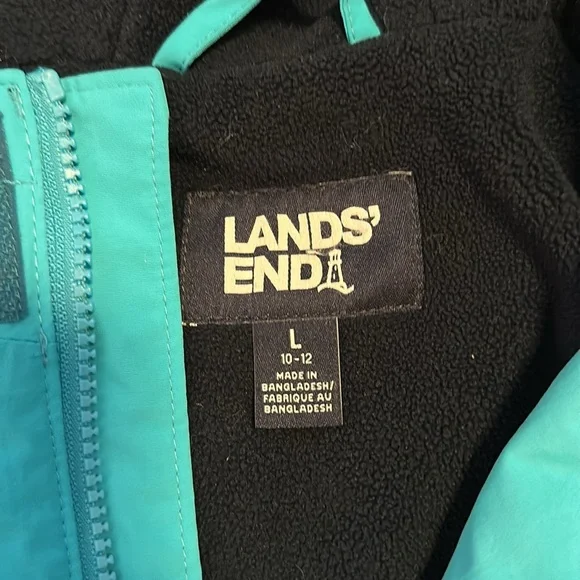 LANDS'
END
L
10-12
MADE IN
BANGLADESH/
FABRIQUE AU
BANGLADESH